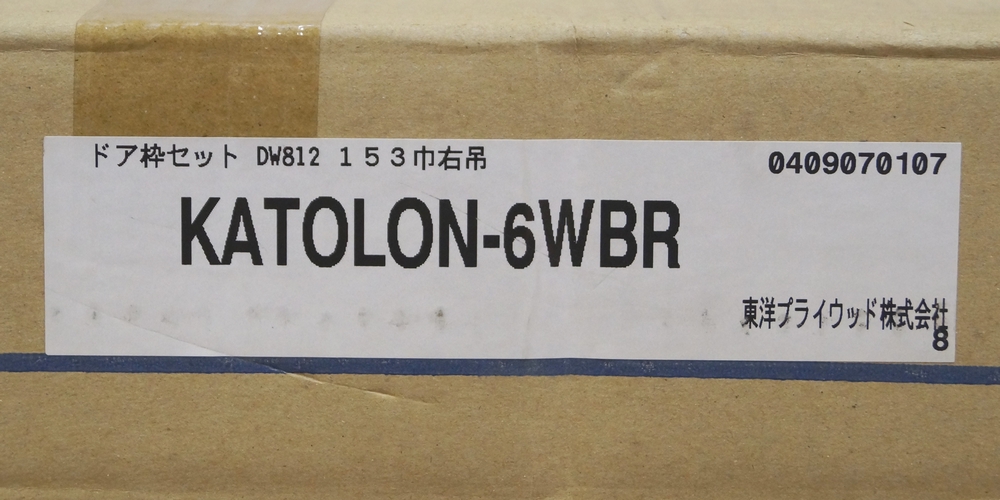 ドア枠セット DW812 １５３巾右吊
0409070107
KATOLON-6WBR
東洋プライウッド株式会社
8